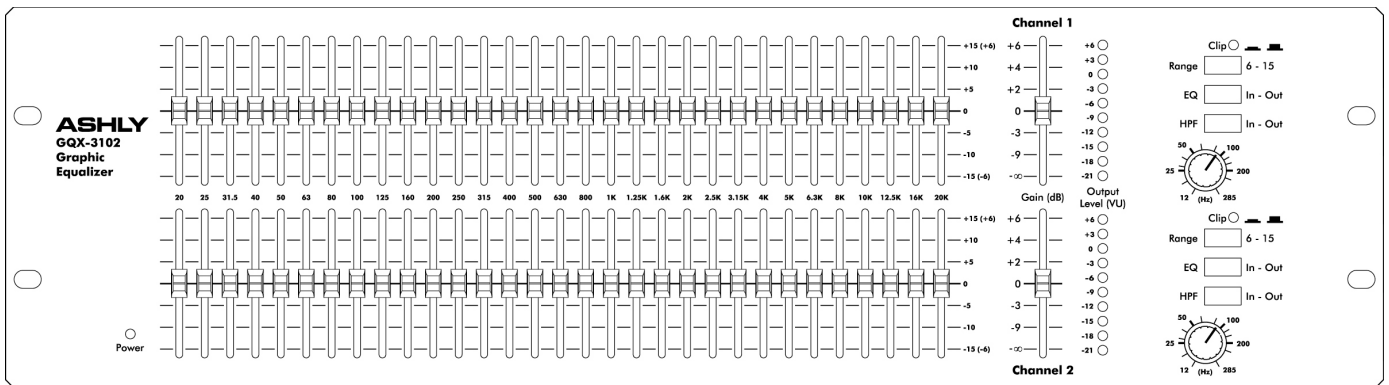 Channel 1
ASHLY
GQX-3102
Graphic
Equalizer
+15 (+6)
+10
+5
0
-5
-10
-15 (-6)
+6
+4
+2
0
-3
-9
-∞
Gain (dB)
+6
+3
0
-3
-6
-9
-12
-15
-18
-21
Output
Level (VU)
Clip
Range 6 - 15
EQ In - Out
HPF In - Out
50 100
25 200
12 (Hz) 285
20 25 31.5 40 50 63 80 100 125 160 200 250 315 400 500 630 800 1K 1.25K 1.6K 2K 2.5K 3.15K 4K 5K 6.3K 8K 10K 12.5K 16K 20K
+15 (+6)
+10
+5
0
-5
-10
-15 (-6)
+6
+4
+2
0
-3
-9
-∞
+6
+3
0
-3
-6
-9
-12
-15
-18
-21
Clip
Range 6 - 15
EQ In - Out
HPF In - Out
50 100
25 200
12 (Hz) 285
Power
Channel 2